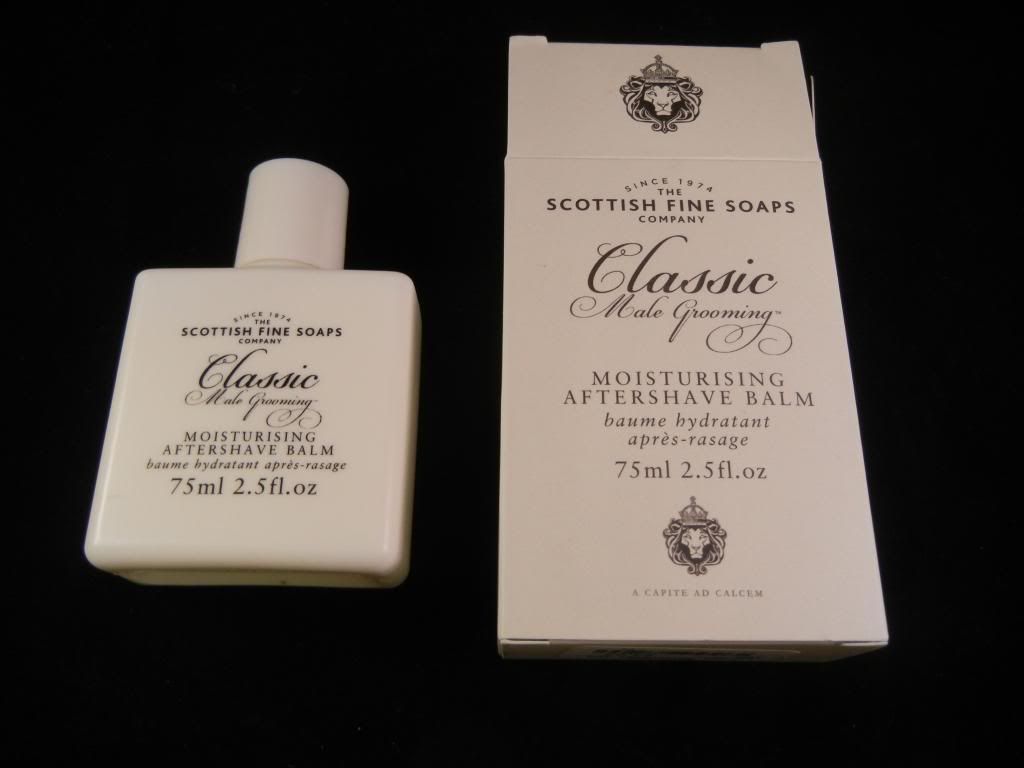 SINCE 1974
THE
SCOTTISH FINE SOAPS
COMPANY
Classic
Male Grooming
MOISTURISING
AFTERSHAVE BALM
baume hydratant après-rasage
75ml 2.5fl.oz
SINCE 1974
THE
SCOTTISH FINE SOAPS
COMPANY
Classic
Male Grooming™
MOISTURISING
AFTERSHAVE BALM
baume hydratant
après-rasage
75ml 2.5fl.oz
A CAPITE AD CALCEM